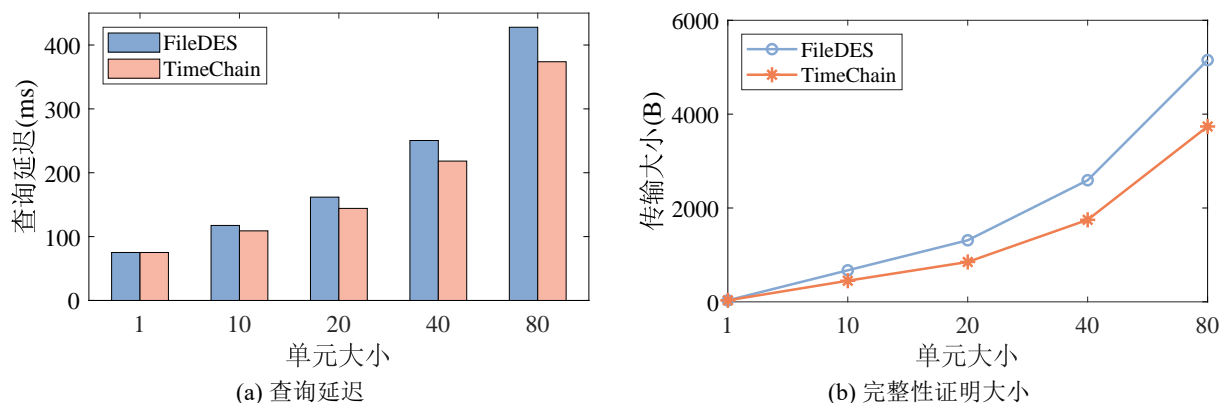 FileDES
TimeChain
查询延迟(ms)
400
300
200
100
0
1 10 20 40 80
单元大小
(a) 查询延迟
FileDES
TimeChain
传输大小(B)
6000
4000
2000
0
1 10 20 40 80
单元大小
(b) 完整性证明大小